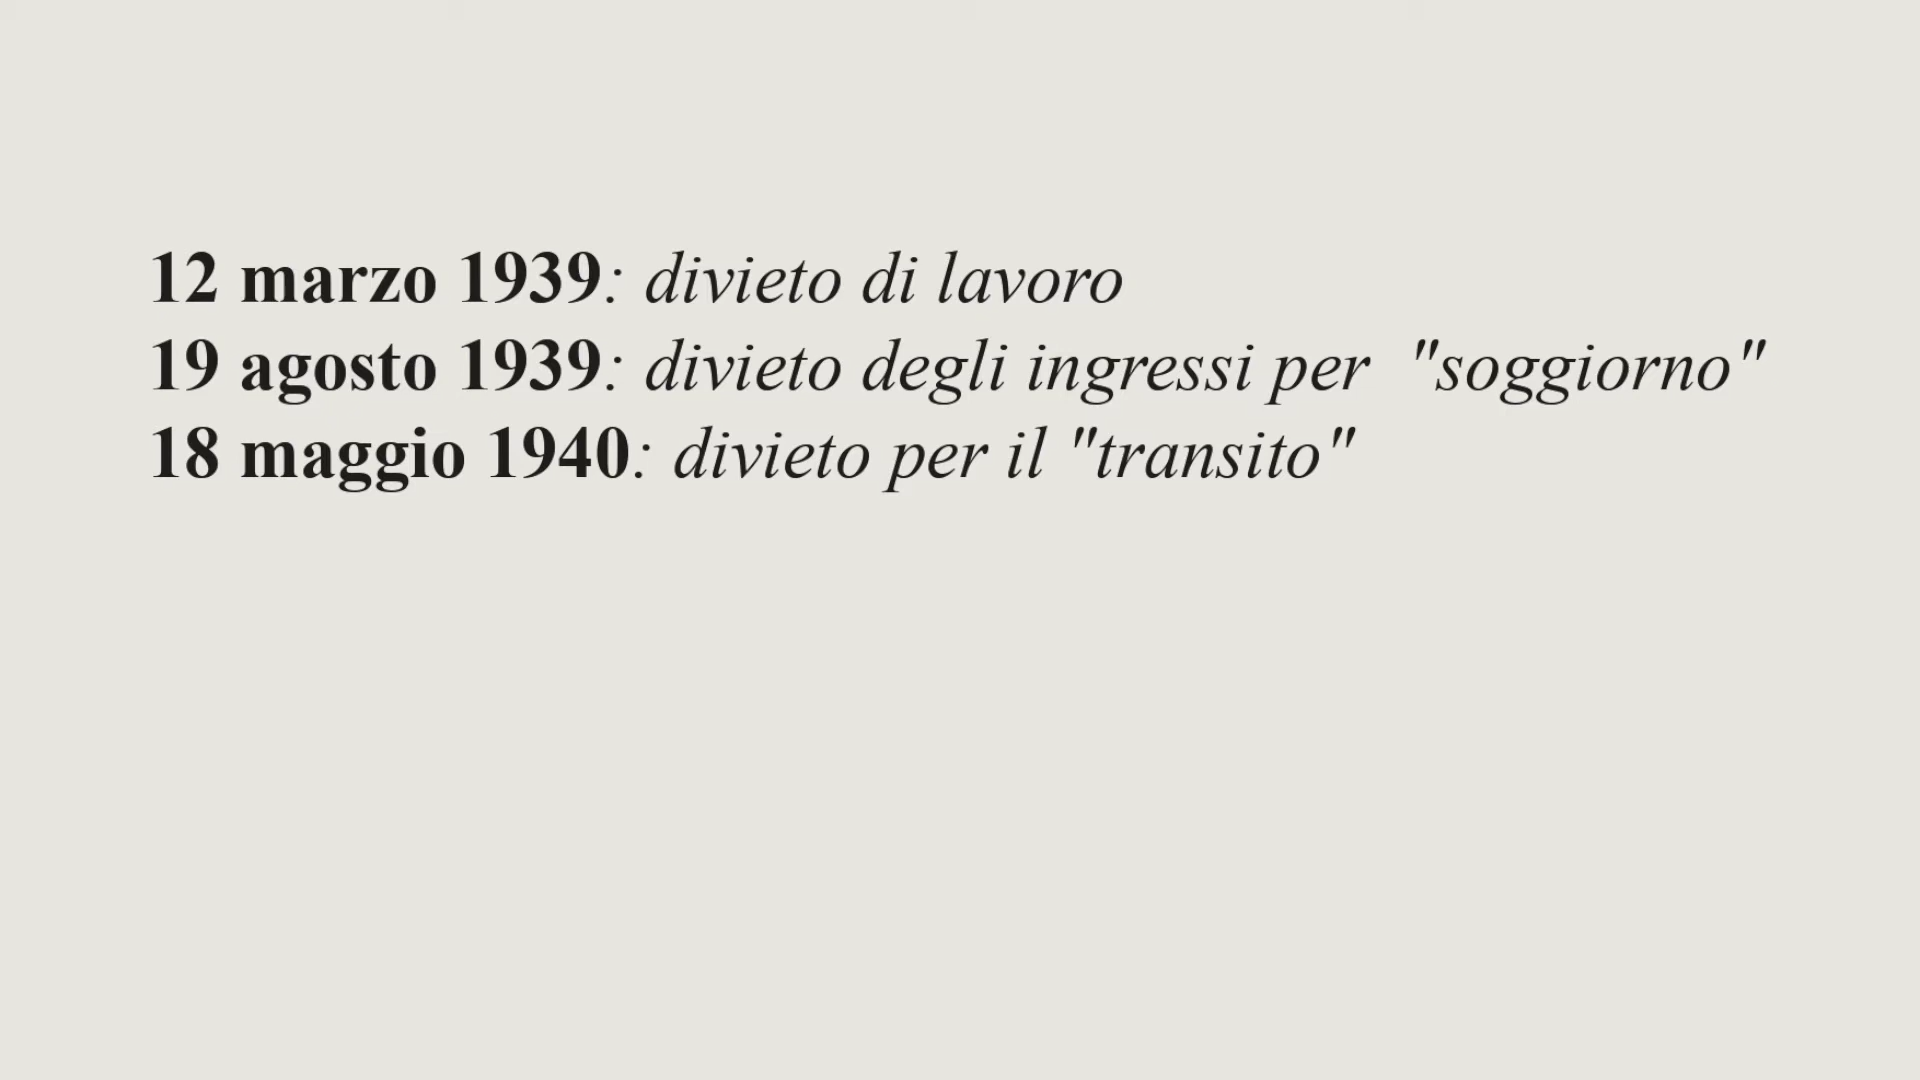 12 marzo 1939: divieto di lavoro
19 agosto 1939: divieto degli ingressi per "soggiorno"
18 maggio 1940: divieto per il "transito"